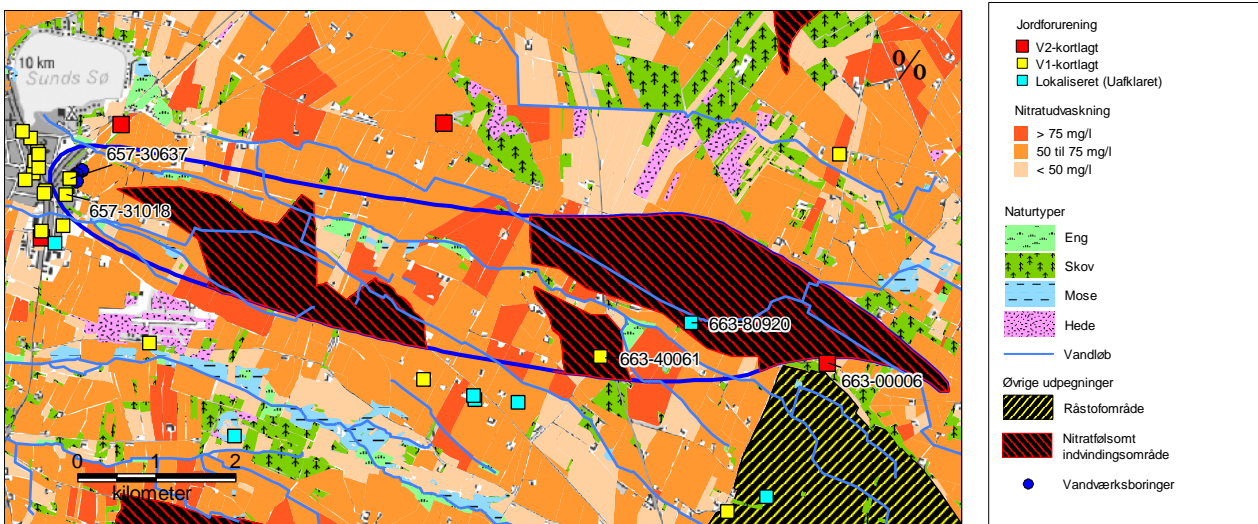 10 km
Sunds Sø
%
657-30637
657-31018
663-80920
663-40061
663-00006
0 1 2
kilometer
Jordforurening
V2-kortlagt
V1-kortlagt
Lokaliseret (Uafklaret)
Nitratudvaskning
> 75 mg/l
50 til 75 mg/l
< 50 mg/l
Naturtyper
Eng
Skov
Mose
Hede
Vandløb
Øvrige udpegninger
Råstofområde
Nitratfølsomt
indvindingsområde
Vandværksboringer